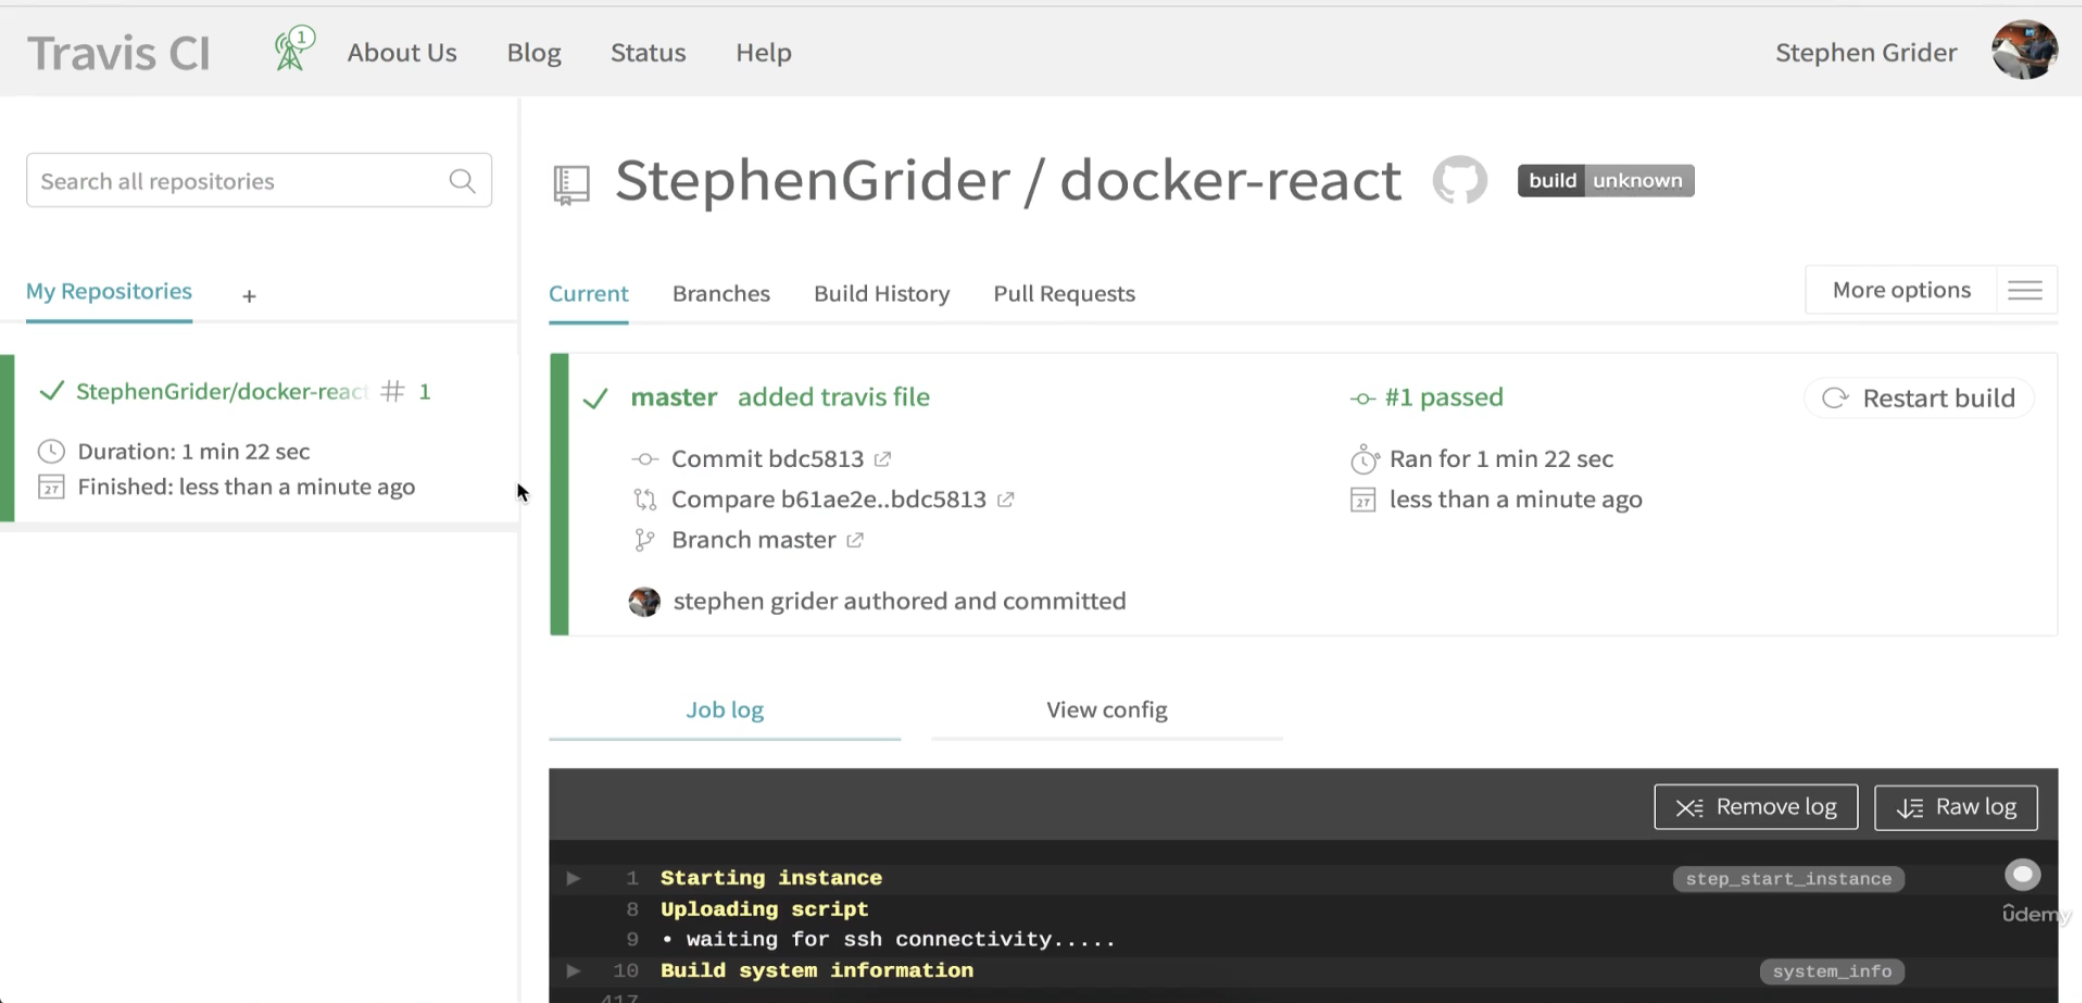 Travis CI
1
About Us
Blog
Status
Help
Stephen Grider
Search all repositories
StephenGrider / docker-react
build unknown
My Repositories
+
Current
Branches
Build History
Pull Requests
More options
StephenGrider/docker-react # 1
Duration: 1 min 22 sec
27 Finished: less than a minute ago
master added travis file
#1 passed
Restart build
Commit bdc5813
Ran for 1 min 22 sec
Compare b61ae2e..bdc5813
27 less than a minute ago
Branch master
stephen grider authored and committed
Job log
View config
Remove log
Raw log
1 Starting instance
step_start_instance
8 Uploading script
ûdemy
9 • waiting for ssh connectivity.....
10 Build system information
system_info
417